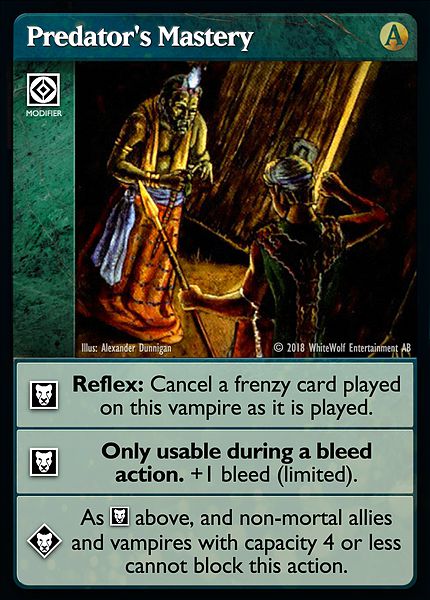 Predator's Mastery
A
MODIFIER
Illus: Alexander Dunnigan
© 2018 WhiteWolf Entertainment AB
Reflex: Cancel a frenzy card played
on this vampire as it is played.
Only usable during a bleed
action. +1 bleed (limited).
As above, and non-mortal allies
and vampires with capacity 4 or less
cannot block this action.